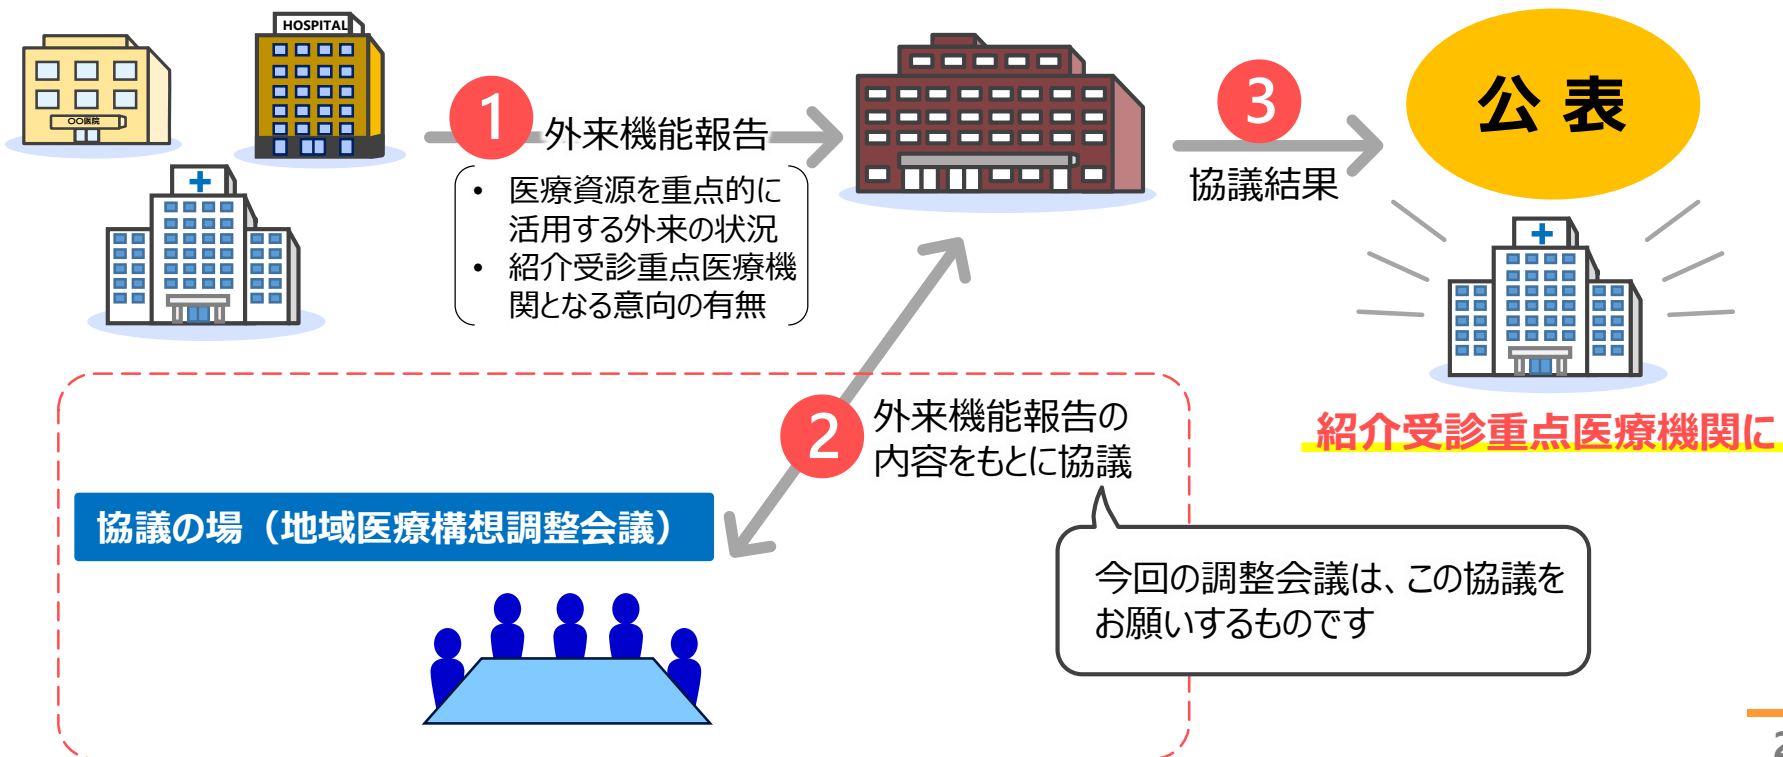 HOSPITAL
〇〇医院
1
外来機能報告
• 医療資源を重点的に
活用する外来の状況
• 紹介受診重点医療機
関となる意向の有無
3
協議結果
公 表
紹介受診重点医療機関に
2
外来機能報告の
内容をもとに協議
協議の場（地域医療構想調整会議）
今回の調整会議は、この協議を
お願いするものです
2